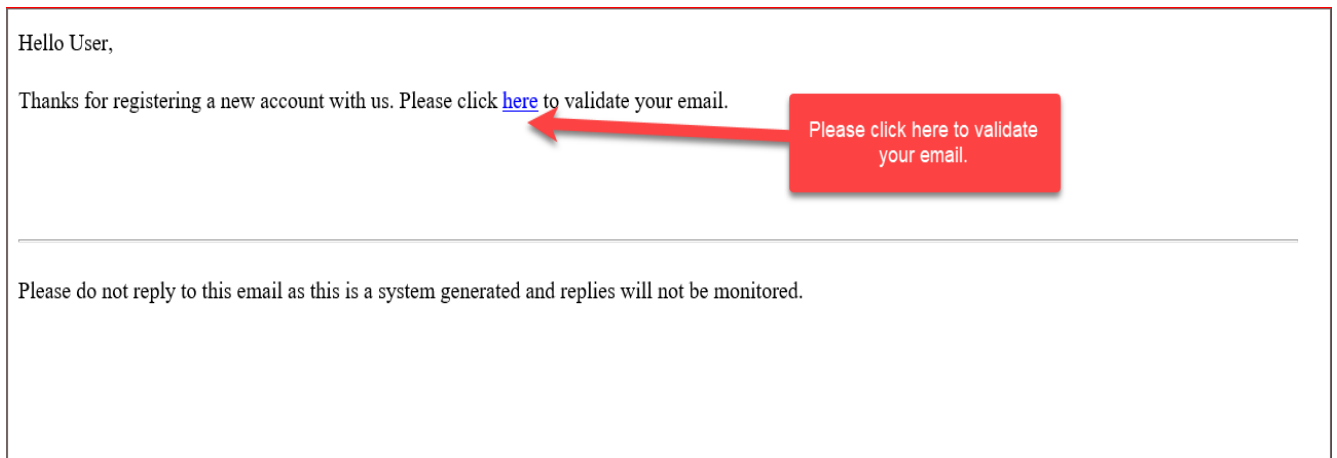 Hello User,
Thanks for registering a new account with us. Please click here to validate your email.
Please click here to validate
your email.
Please do not reply to this email as this is a system generated and replies will not be monitored.